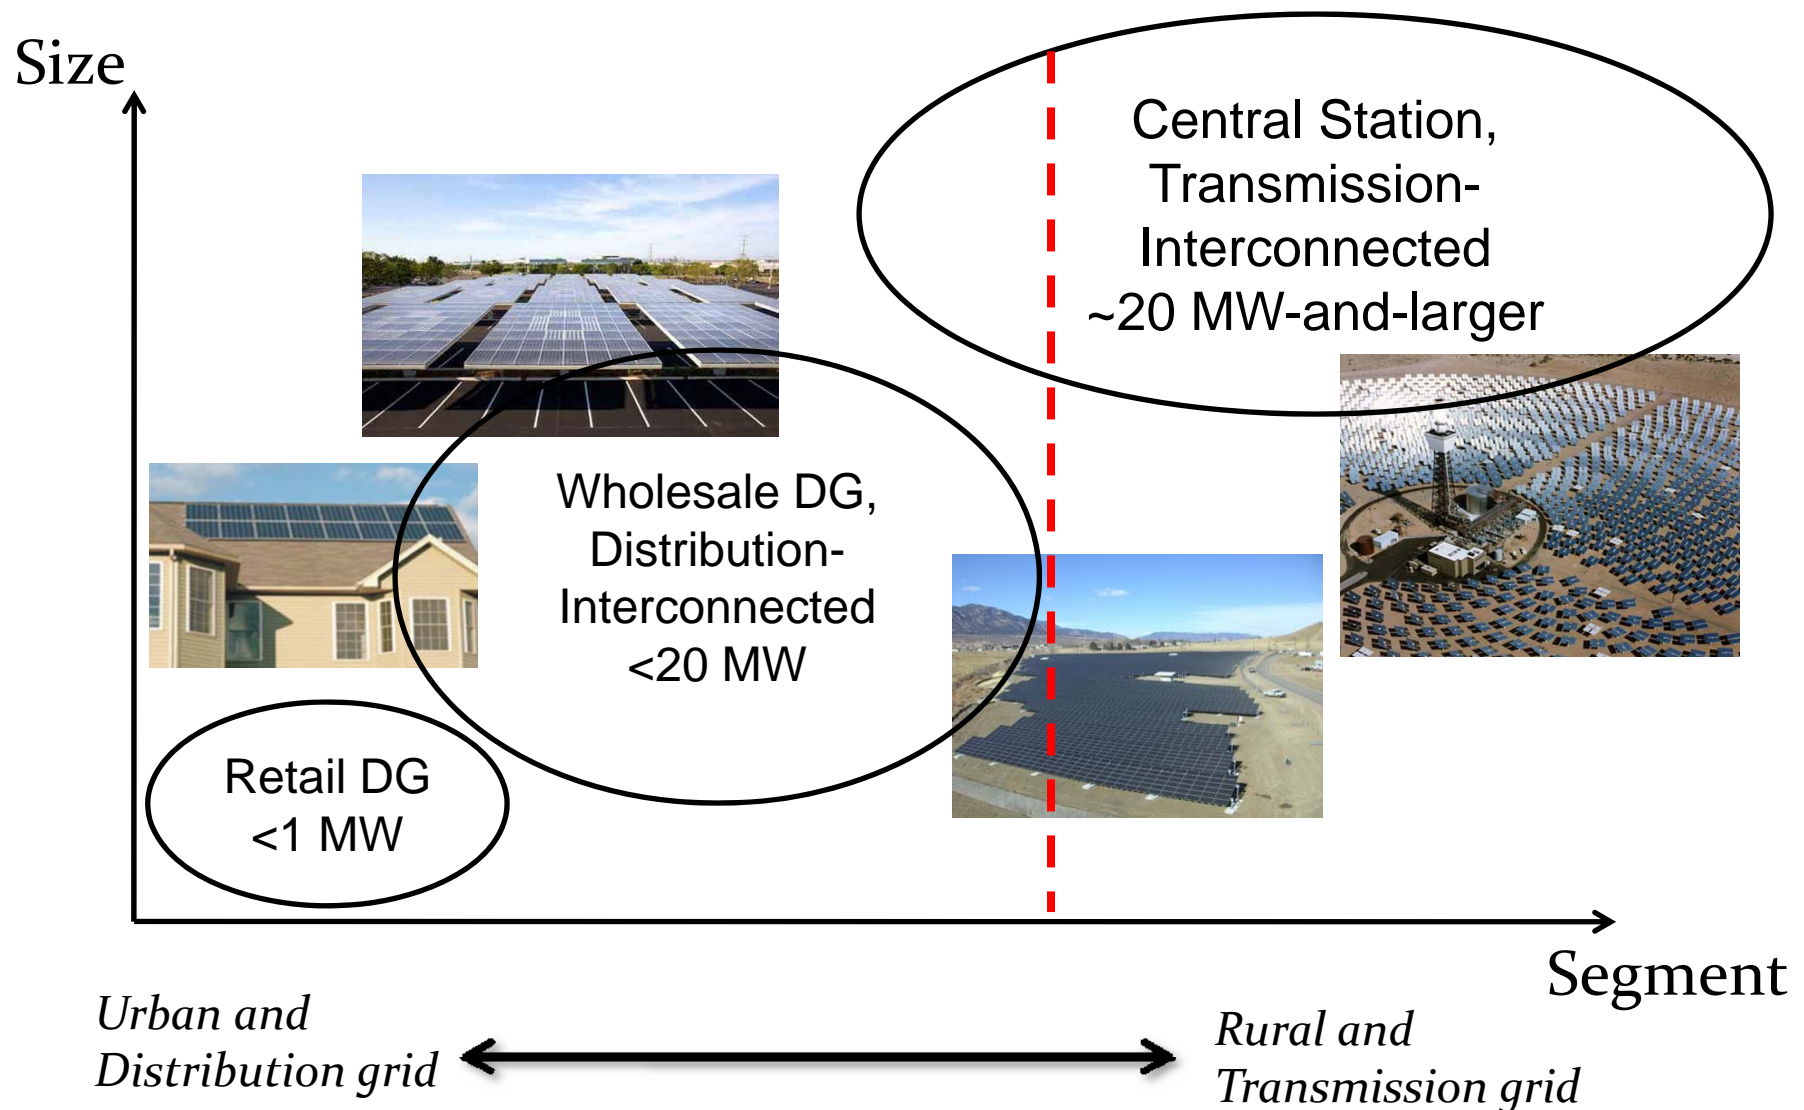 Size
Central Station,
Transmission-
Interconnected
~20 MW-and-larger
Wholesale DG,
Distribution-
Interconnected
<20 MW
Retail DG
<1 MW
Segment
Urban and
Distribution grid
Rural and
Transmission grid